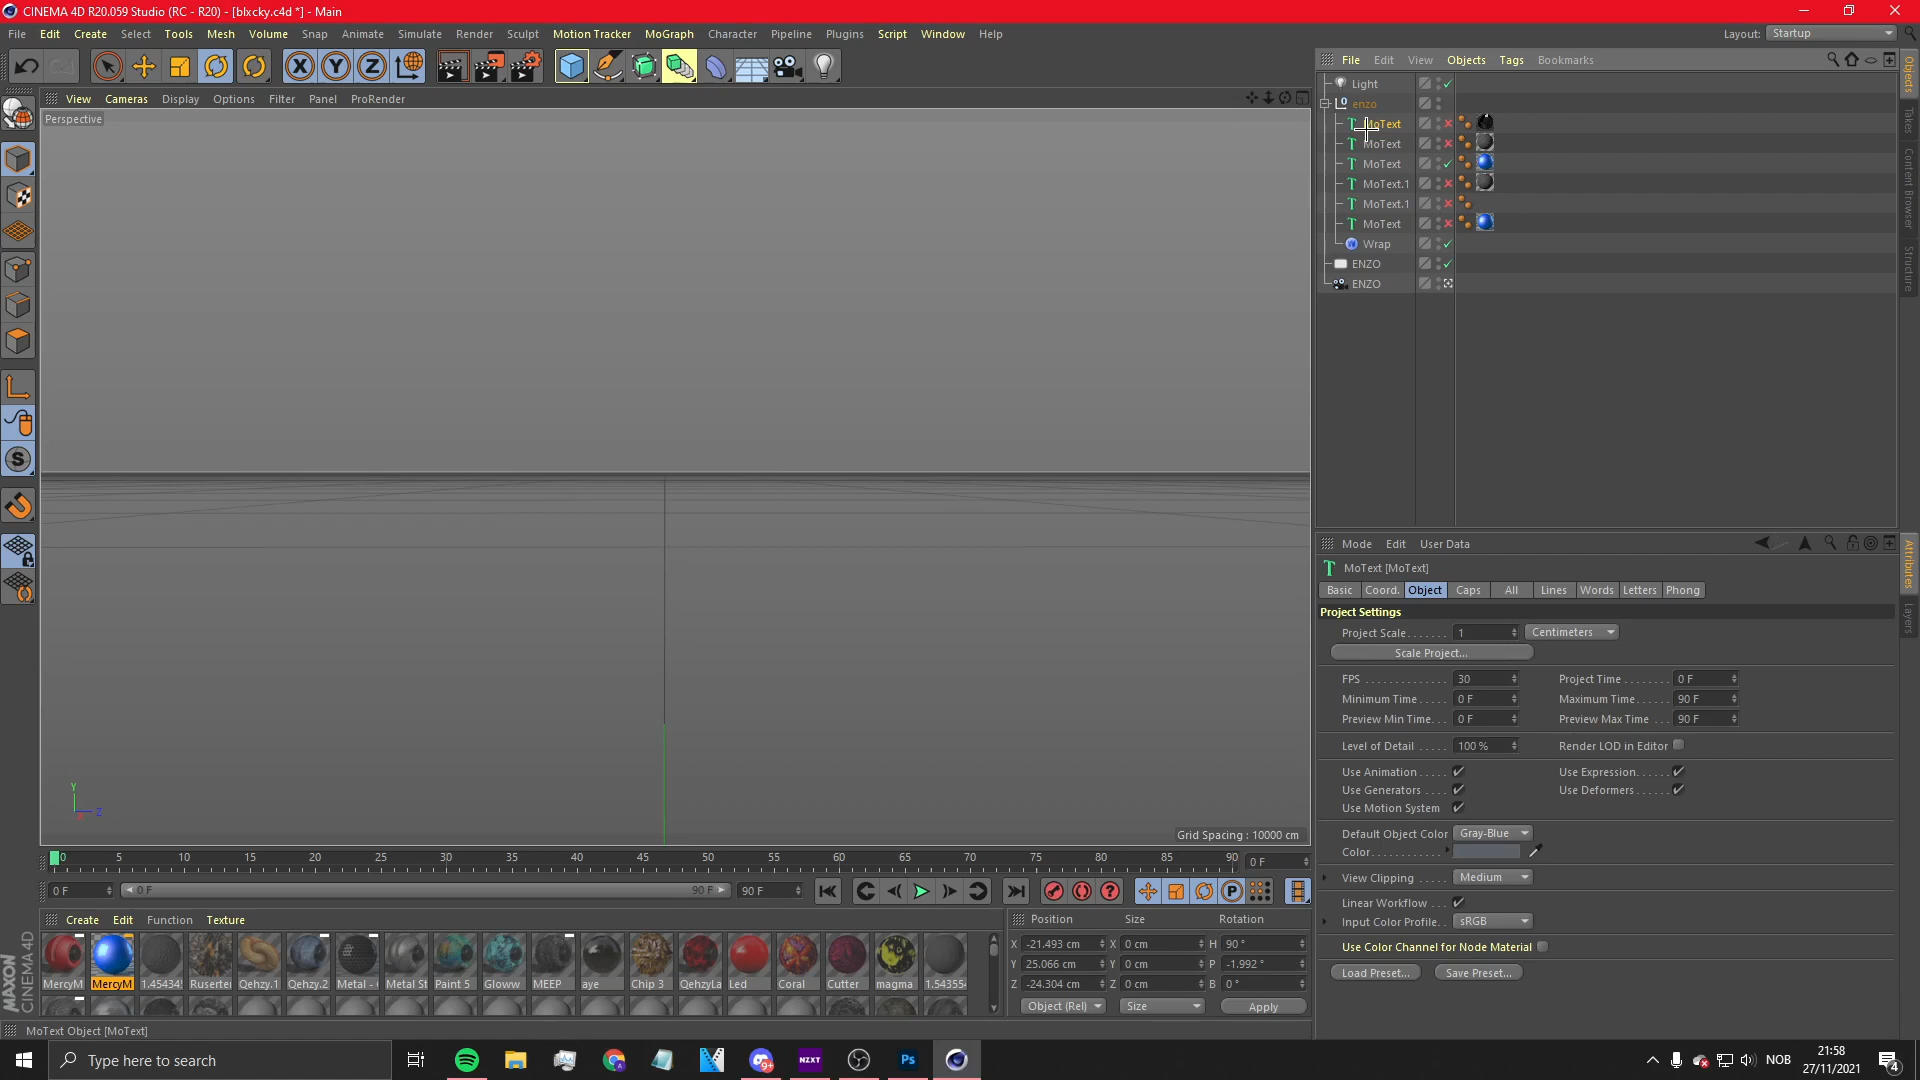 CINEMA 4D R20.059 Studio (RC - R20) - [blxcky.c4d *] - Main
File Edit Create Select Tools Mesh Volume Snap Animate Simulate Render Sculpt Motion Tracker MoGraph Character Pipeline Plugins Script Window Help
Layout: Startup
View Cameras Display Options Filter Panel ProRender
Perspective
Y
Z
Grid Spacing : 10000 cm
File Edit View Objects Tags Bookmarks
Light
enzo
MoText
MoText
MoText
MoText.1
MoText.1
MoText
Wrap
ENZO
ENZO
Objects
Takes
Content Browser
Structure
Mode Edit User Data
MoText [MoText]
Basic Coord. Object Caps All Lines Words Letters Phong
Project Settings
Project Scale 1 Centimeters
Scale Project...
FPS 30 Project Time 0 F
Minimum Time 0 F Maximum Time 90 F
Preview Min Time 0 F Preview Max Time 90 F
Level of Detail 100 % Render LOD in Editor
Use Animation Use Expression
Use Generators Use Deformers
Use Motion System
Default Object Color Gray-Blue
Color
View Clipping Medium
Linear Workflow
Input Color Profile sRGB
Use Color Channel for Node Material
Load Preset... Save Preset...
Attributes
Layers
0 5 10 15 20 25 30 35 40 45 50 55 60 65 70 75 80 85 90 0 F
0 F 0 F 90 F 90 F
Create Edit Function Texture
MercyM MercyM 1.45434! Ruserter Qehzy.1 Qehzy.2 Metal - Metal St Paint 5 Gloww MEEP aye Chip 3 QehzyLa Led Coral Cutter magma 1.54355
Position Size Rotation
X -21.493 cm X 0 cm H 90 °
Y 25.066 cm Y 0 cm P -1.992 °
Z -24.304 cm Z 0 cm B 0 °
Object (Rel) Size Apply
MAXON CINEMA 4D
MoText Object [MoText]
Type here to search
NZXT
Ps
NOB
21:58
27/11/2021
4